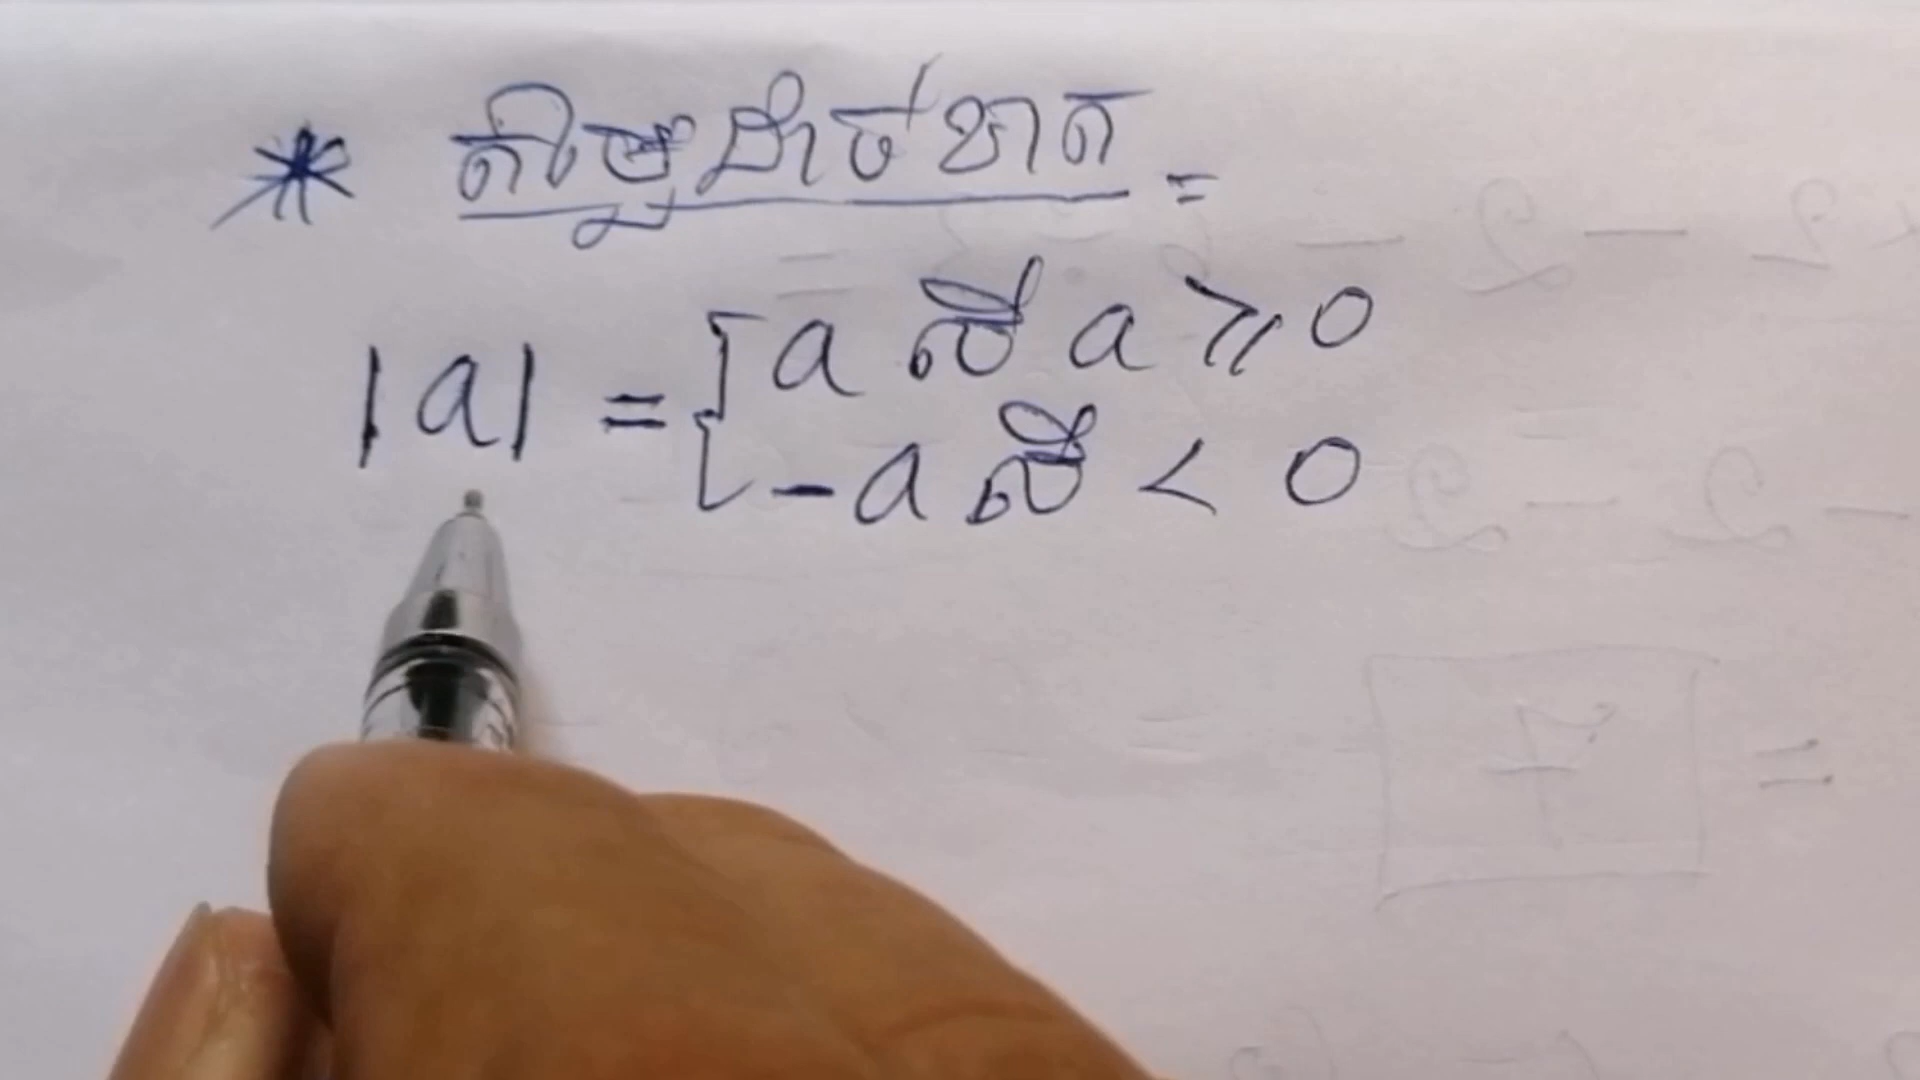 * តម្លៃដាច់ខាត =
|a| = { a បើ a ⩾ 0
-a បើ < 0